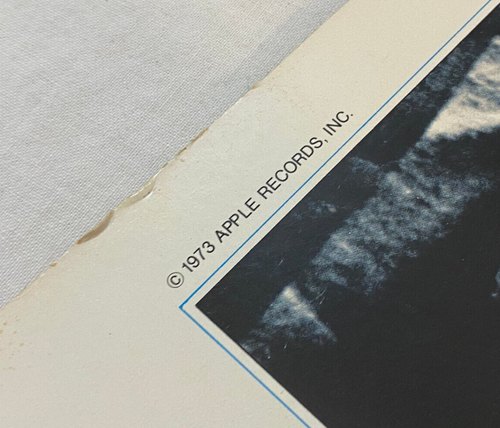 © 1973 APPLE RECORDS, INC.